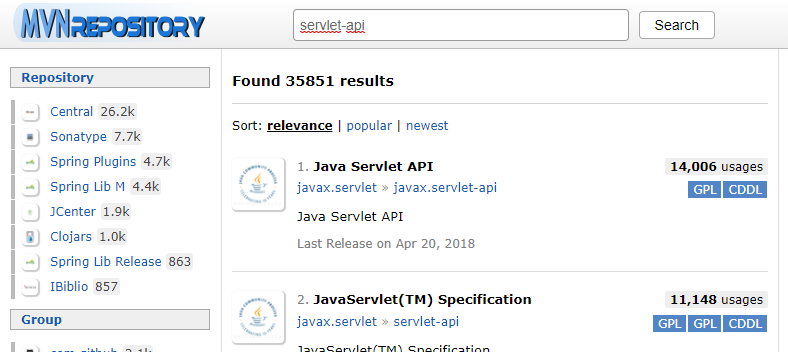 MVNREPOSITORY
servlet-api
Search
Repository
Central 26.2k
Sonatype 7.7k
Spring Plugins 4.7k
Spring Lib M 4.4k
JCenter 1.9k
Clojars 1.0k
Spring Lib Release 863
IBiblio 857
Group
com.github 2.1k
Found 35851 results
Sort: relevance | popular | newest
1. Java Servlet API
14,006 usages
javax.servlet » javax.servlet-api
GPL CDDL
Java Servlet API
Last Release on Apr 20, 2018
2. JavaServlet(TM) Specification
11,148 usages
javax.servlet » servlet-api
GPL GPL CDDL
JavaServlet(TM) Specification